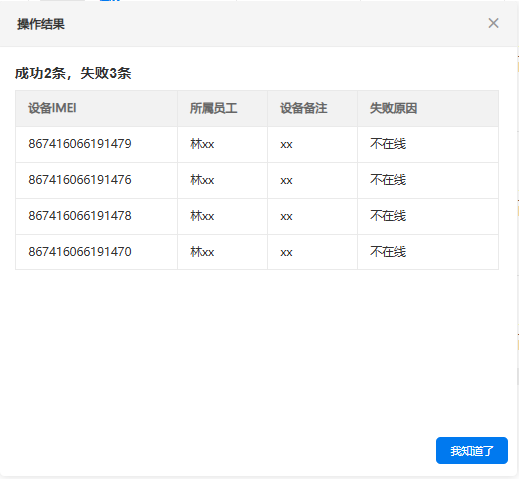 操作结果
成功2条，失败3条
设备IMEI 所属员工 设备备注 失败原因
867416066191479 林xx xx 不在线
867416066191476 林xx xx 不在线
867416066191478 林xx xx 不在线
867416066191470 林xx xx 不在线
我知道了